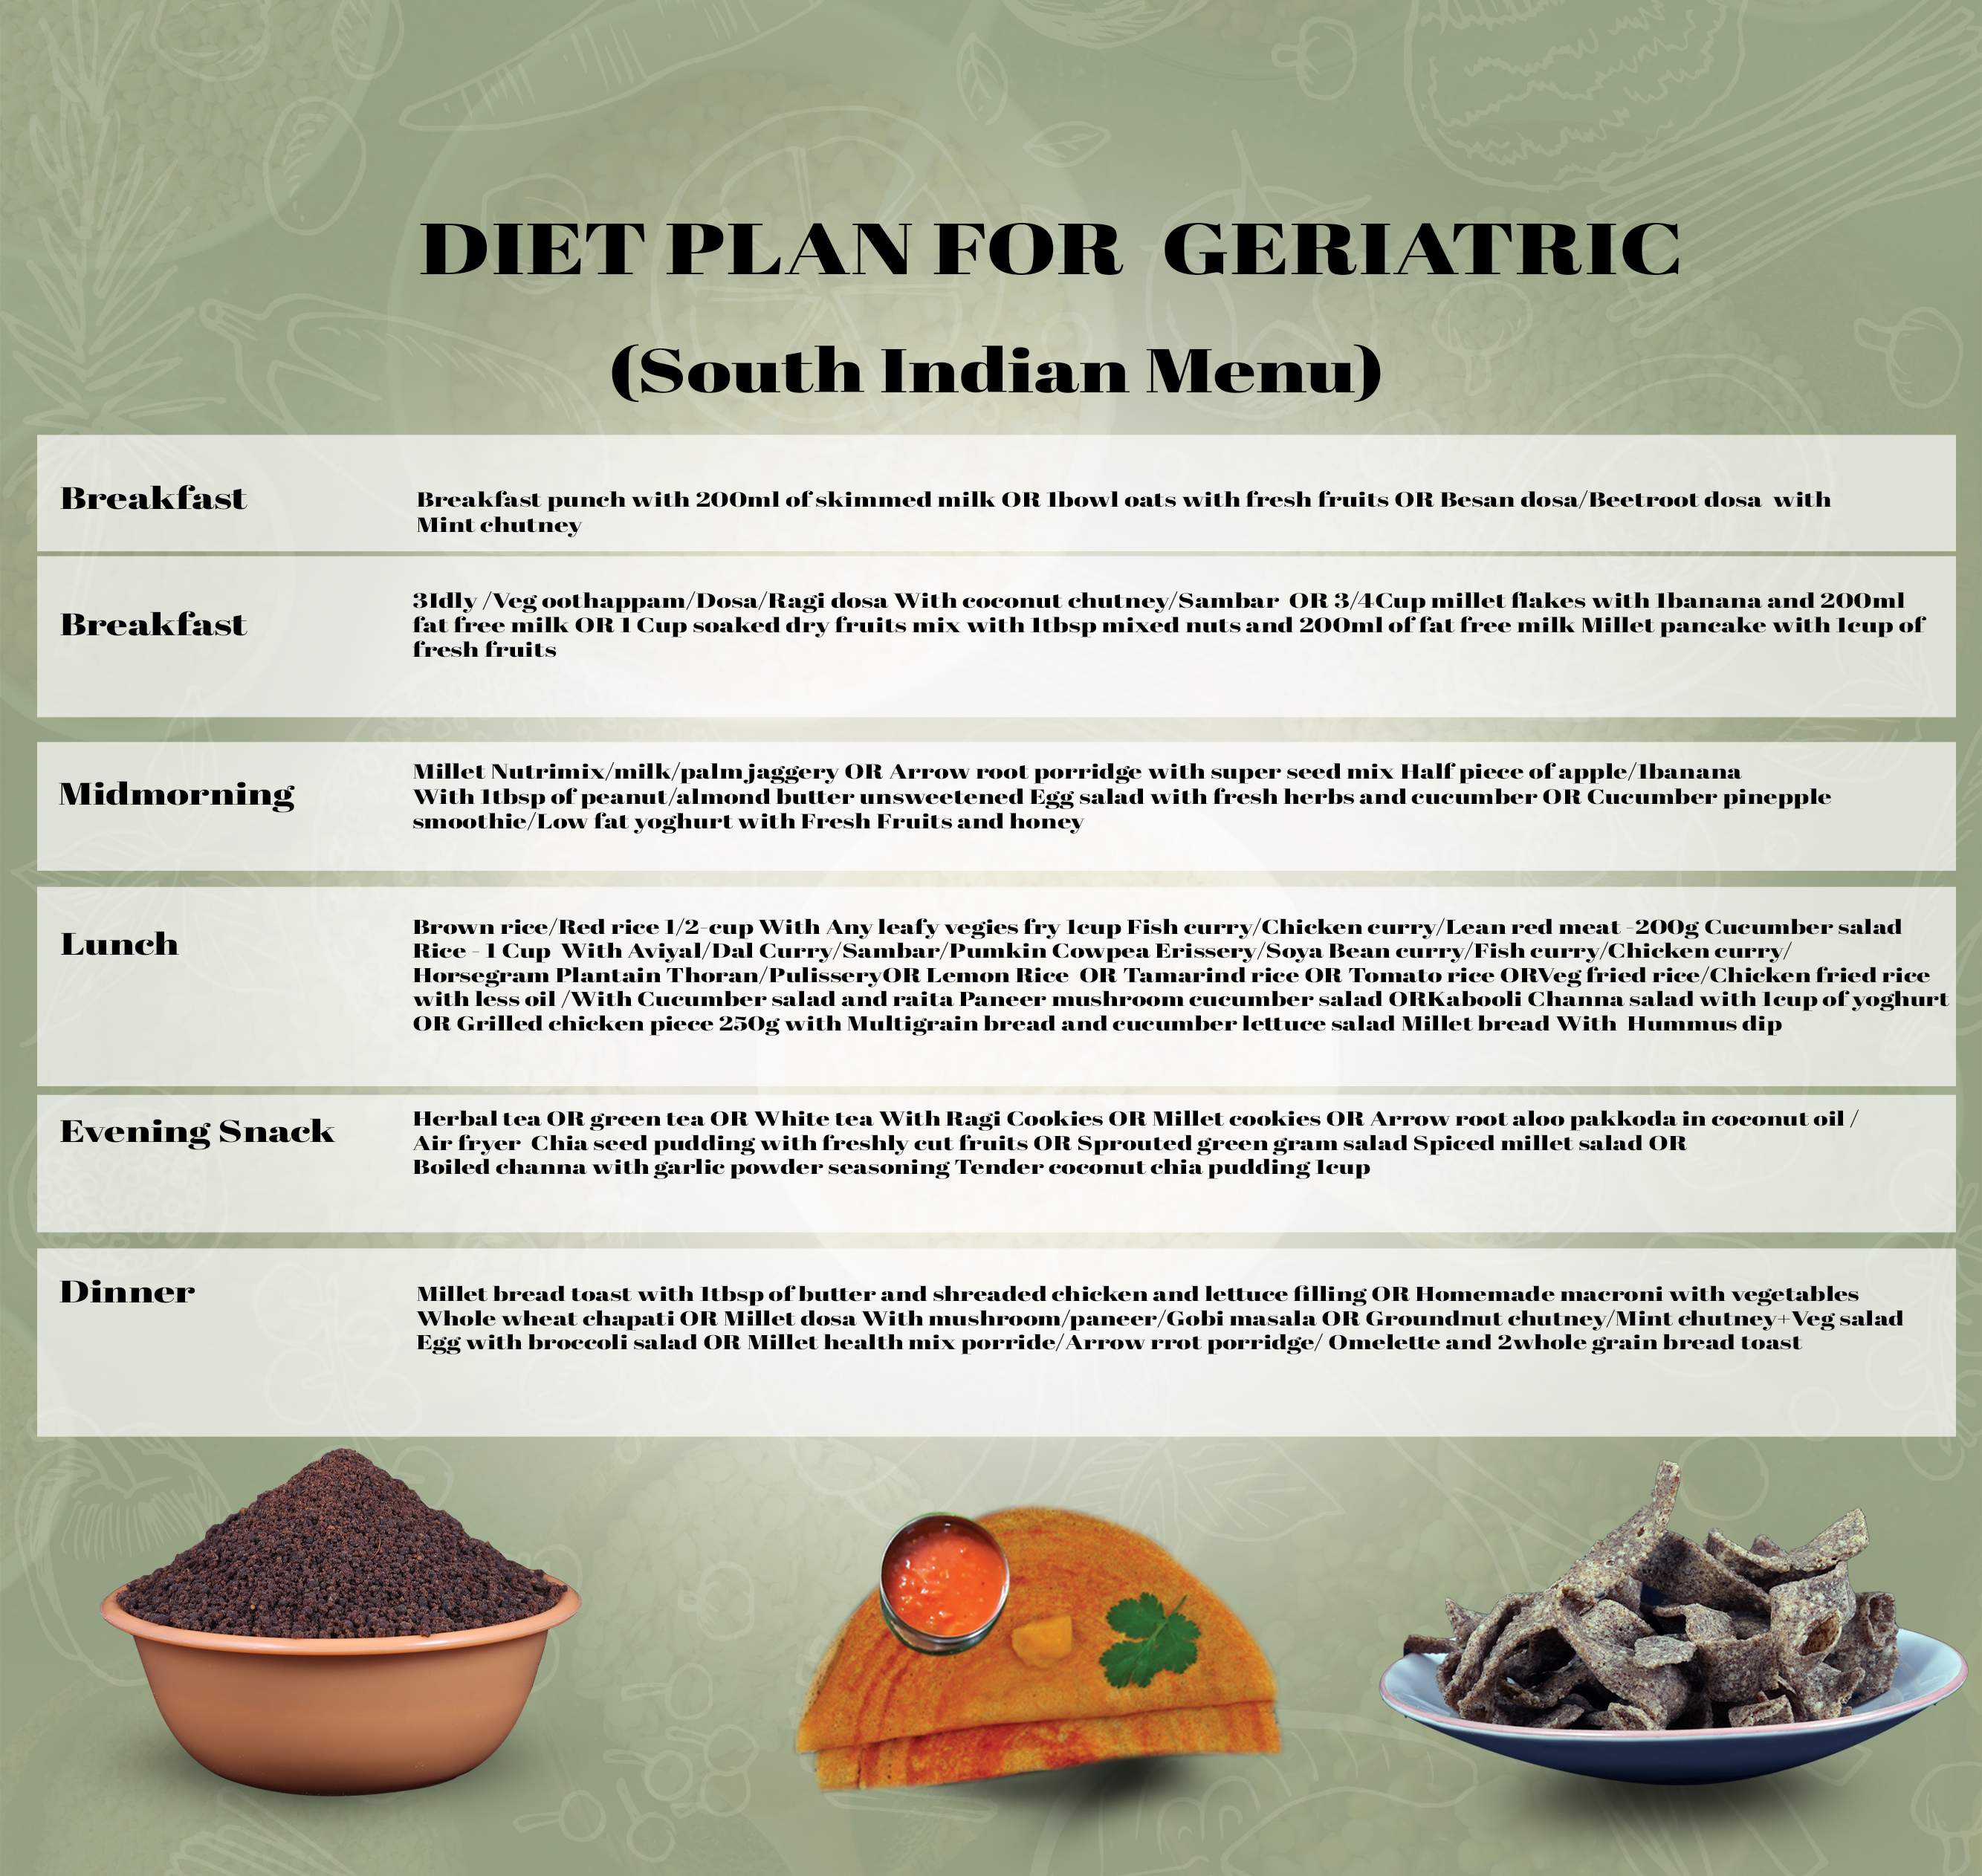 DIET PLAN FOR GERIATRIC
(South Indian Menu)
Breakfast
Breakfast punch with 200ml of skimmed milk OR 1bowl oats with fresh fruits OR Besan dosa/Beetroot dosa with
Mint chutney
Breakfast
3Idly /Veg oothappam/Dosa/Ragi dosa With coconut chutney/Sambar OR 3/4Cup millet flakes with 1banana and 200ml
fat free milk OR 1 Cup soaked dry fruits mix with 1tbsp mixed nuts and 200ml of fat free milk Millet pancake with 1cup of
fresh fruits
Midmorning
Millet Nutrimix/milk/palm jaggery OR Arrow root porridge with super seed mix Half piece of apple/1banana
With 1tbsp of peanut/almond butter unsweetened Egg salad with fresh herbs and cucumber OR Cucumber pinepple
smoothie/Low fat yoghurt with Fresh Fruits and honey
Lunch
Brown rice/Red rice 1/2-cup With Any leafy vegies fry 1cup Fish curry/Chicken curry/Lean red meat -200g Cucumber salad
Rice - 1 Cup With Aviyal/Dal Curry/Sambar/Pumkin Cowpea Erissery/Soya Bean curry/Fish curry/Chicken curry/
Horsegram Plantain Thoran/PulisseryOR Lemon Rice OR Tamarind rice OR Tomato rice ORVeg fried rice/Chicken fried rice
with less oil /With Cucumber salad and raita Paneer mushroom cucumber salad ORKabooli Channa salad with 1cup of yoghurt
OR Grilled chicken piece 250g with Multigrain bread and cucumber lettuce salad Millet bread With Hummus dip
Evening Snack
Herbal tea OR green tea OR White tea With Ragi Cookies OR Millet cookies OR Arrow root aloo pakkoda in coconut oil /
Air fryer Chia seed pudding with freshly cut fruits OR Sprouted green gram salad Spiced millet salad OR
Boiled channa with garlic powder seasoning Tender coconut chia pudding 1cup
Dinner
Millet bread toast with 1tbsp of butter and shreaded chicken and lettuce filling OR Homemade macroni with vegetables
Whole wheat chapati OR Millet dosa With mushroom/paneer/Gobi masala OR Groundnut chutney/Mint chutney+Veg salad
Egg with broccoli salad OR Millet health mix porride/Arrow rrot porridge/ Omelette and 2whole grain bread toast